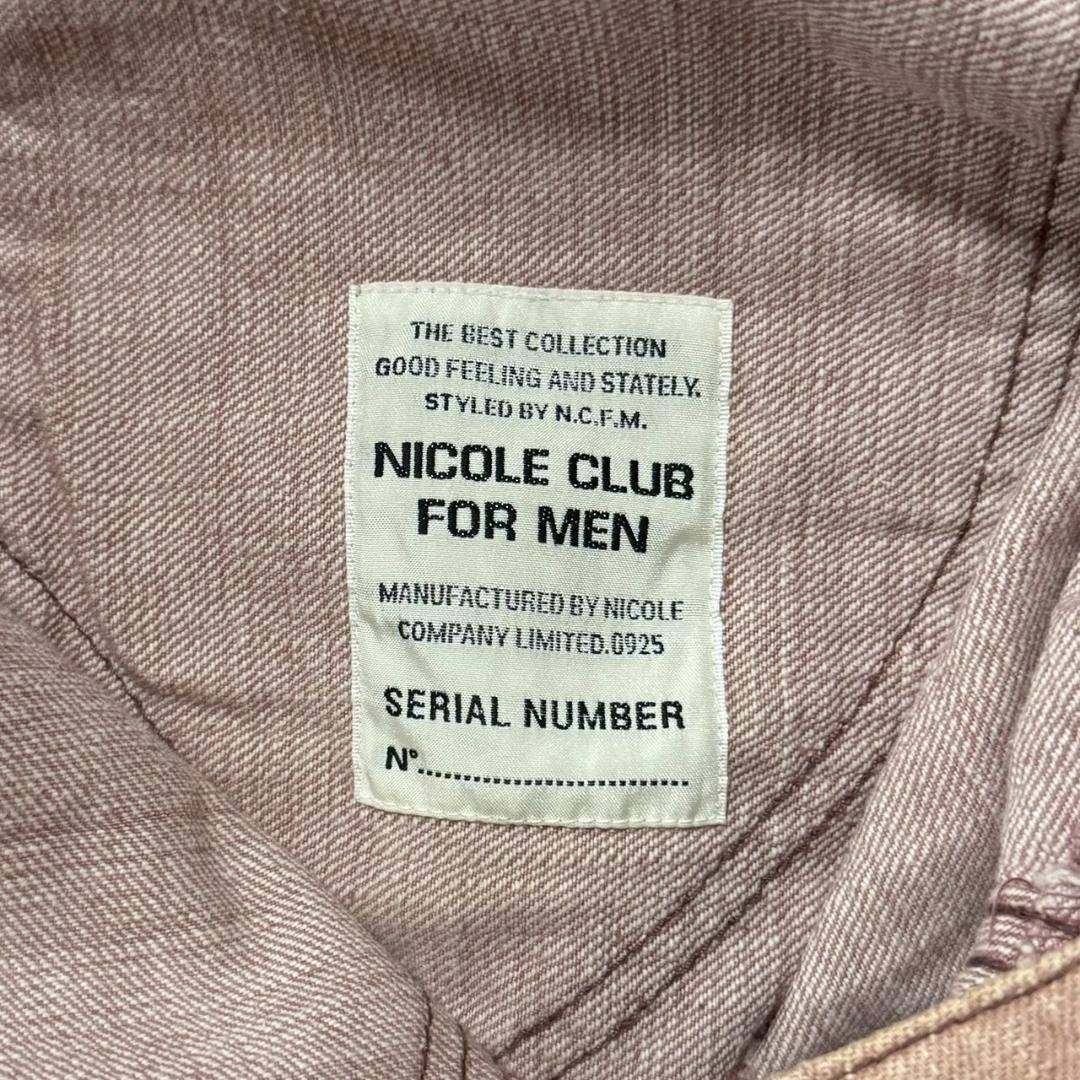 THE BEST COLLECTION
GOOD FEELING AND STATELY.
STYLED BY N.C.F.M.
NICOLE CLUB
FOR MEN
MANUFACTURED BY NICOLE
COMPANY LIMITED.0925
SERIAL NUMBER
N°..............................